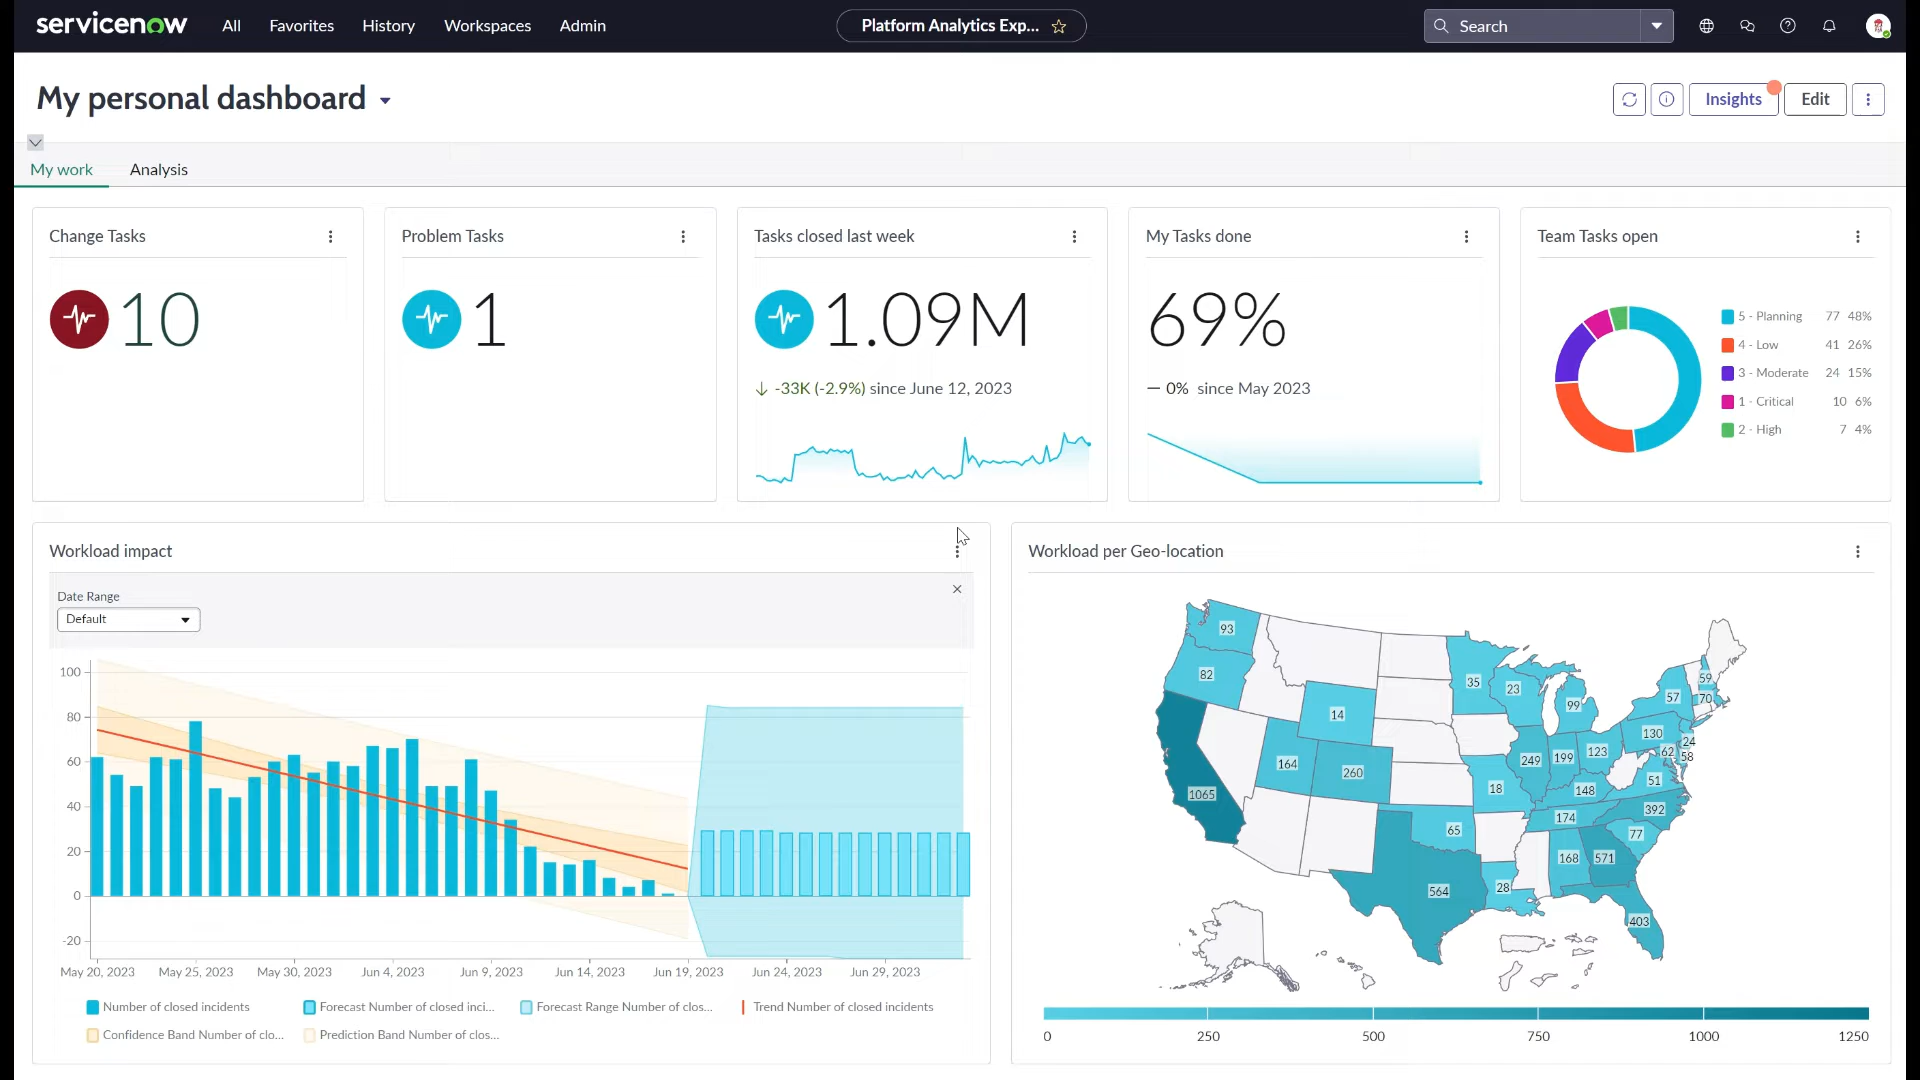 servicenow
All
Favorites
History
Workspaces
Admin
Platform Analytics Exp...
Search
My personal dashboard
Insights
Edit
My work
Analysis
Change Tasks
10
Problem Tasks
1
Tasks closed last week
1.09M
-33K (-2.9%) since June 12, 2023
My Tasks done
69%
0% since May 2023
Team Tasks open
5 - Planning 77 48%
4 - Low 41 26%
3 - Moderate 24 15%
1 - Critical 10 6%
2 - High 7 4%
Workload impact
Date Range
Default
100
80
60
40
20
0
-20
May 20, 2023
May 25, 2023
May 30, 2023
Jun 4, 2023
Jun 9, 2023
Jun 14, 2023
Jun 19, 2023
Jun 24, 2023
Jun 29, 2023
Number of closed incidents
Forecast Number of closed inci...
Forecast Range Number of clos...
Trend Number of closed incidents
Confidence Band Number of clo...
Prediction Band Number of clos...
Workload per Geo-location
93
82
1065
14
164
260
35
23
99
18
65
564
28
249
199
123
148
174
168
571
77
392
51
403
130
62
58
24
57
59
70
0
250
500
750
1000
1250